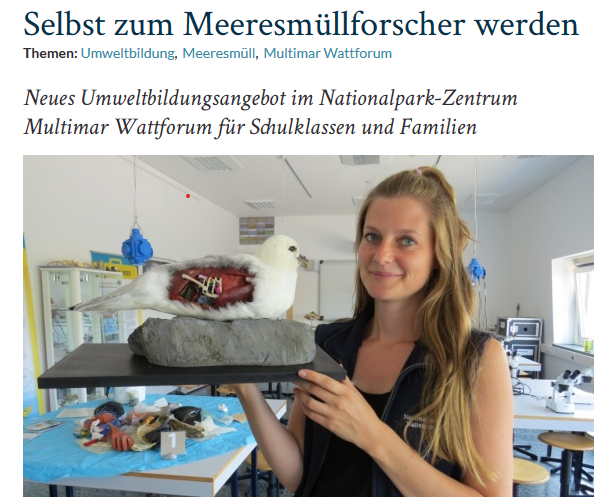 Selbst zum Meeresmüllforscher werden
Themen: Umweltbildung, Meeresmüll, Multimar Wattforum
Neues Umweltbildungsangebot im Nationalpark-Zentrum
Multimar Wattforum für Schulklassen und Familien
1